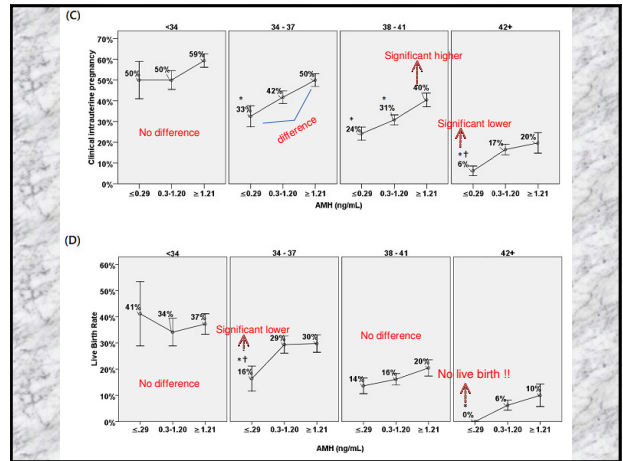 (C)
<34
34 - 37
38 - 41
42+
Clinical intrauterine pregnancy
70%
60%
50%
40%
30%
20%
10%
0%
50%
50%
59%
No difference
*
33%
42%
50%
difference
Significant higher
*
24%
*
31%
40%
Significant lower
*†
6%
17%
20%
≤0.29 0.3-1.20 ≥ 1.21
≤0.29 0.3-1.20 ≥ 1.21
≤0.29 0.3-1.20 ≥ 1.21
≤0.29 0.3-1.20 ≥ 1.21
AMH (ng/mL)
(D)
<34
34 - 37
38 - 41
42+
Live Birth Rate
60%
50%
40%
30%
20%
10%
0%
41%
34%
37%
No difference
Significant lower
*†
16%
29%
30%
No difference
14%
16%
20%
No live birth !!
*
0%
6%
10%
≤.29 0.3-1.20 ≥ 1.21
≤.29 0.3-1.20 ≥ 1.21
≤.29 0.3-1.20 ≥ 1.21
≤.29 0.3-1.20 ≥ 1.21
AMH (ng/mL)